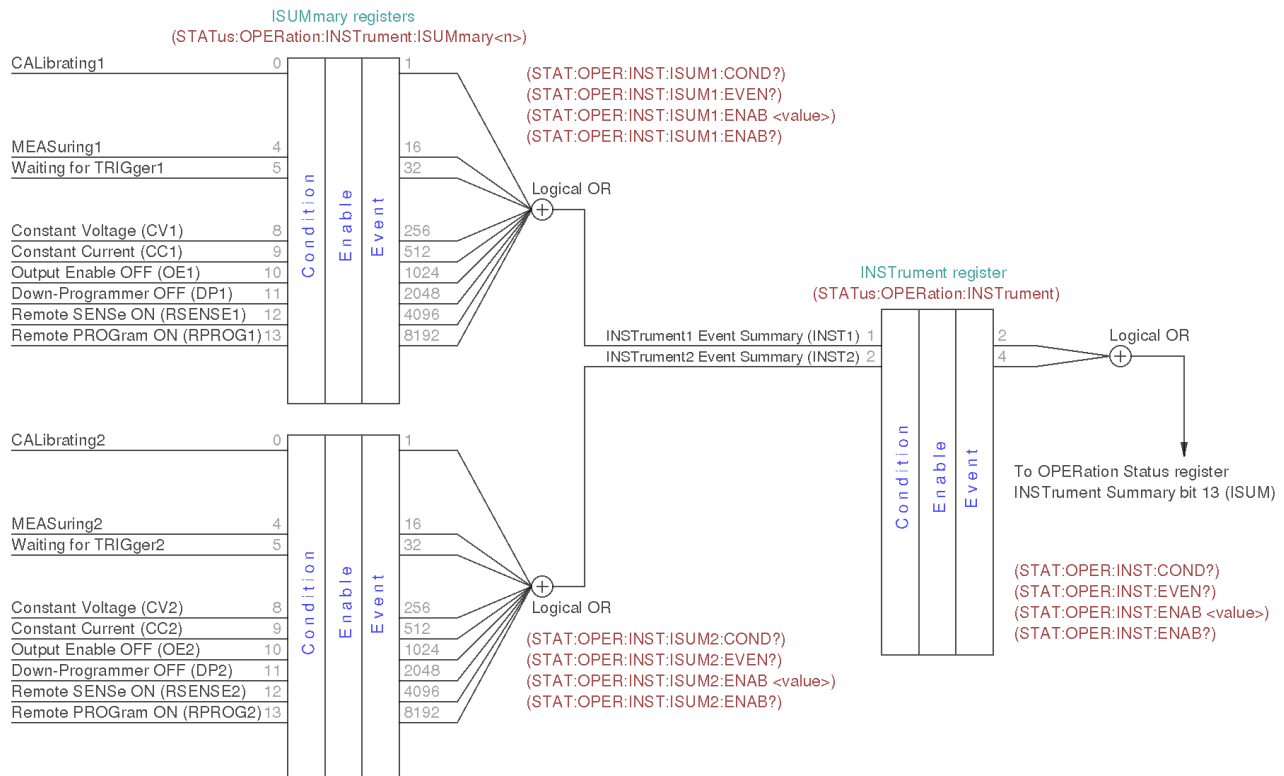 ISUMmary registers
(STATus:OPERation:INSTrument:ISUMmary<n>)
CALibrating1 0 1
MEASuring1 4 16
Waiting for TRIGger1 5 32
Constant Voltage (CV1) 8 256
Constant Current (CC1) 9 512
Output Enable OFF (OE1) 10 1024
Down-Programmer OFF (DP1) 11 2048
Remote SENSe ON (RSENSE1) 12 4096
Remote PROGram ON (RPROG1) 13 8192
Condition
Enable
Event
(STAT:OPER:INST:ISUM1:COND?)
(STAT:OPER:INST:ISUM1:EVEN?)
(STAT:OPER:INST:ISUM1:ENAB <value>)
(STAT:OPER:INST:ISUM1:ENAB?)
Logical OR
INSTrument register
(STATus:OPERation:INSTrument)
INSTrument1 Event Summary (INST1) 1 2
INSTrument2 Event Summary (INST2) 2 4
Condition
Enable
Event
Logical OR
To OPERation Status register
INSTrument Summary bit 13 (ISUM)
(STAT:OPER:INST:COND?)
(STAT:OPER:INST:EVEN?)
(STAT:OPER:INST:ENAB <value>)
(STAT:OPER:INST:ENAB?)
CALibrating2 0 1
MEASuring2 4 16
Waiting for TRIGger2 5 32
Constant Voltage (CV2) 8 256
Constant Current (CC2) 9 512
Output Enable OFF (OE2) 10 1024
Down-Programmer OFF (DP2) 11 2048
Remote SENSe ON (RSENSE2) 12 4096
Remote PROGram ON (RPROG2) 13 8192
Condition
Enable
Event
Logical OR
(STAT:OPER:INST:ISUM2:COND?)
(STAT:OPER:INST:ISUM2:EVEN?)
(STAT:OPER:INST:ISUM2:ENAB <value>)
(STAT:OPER:INST:ISUM2:ENAB?)